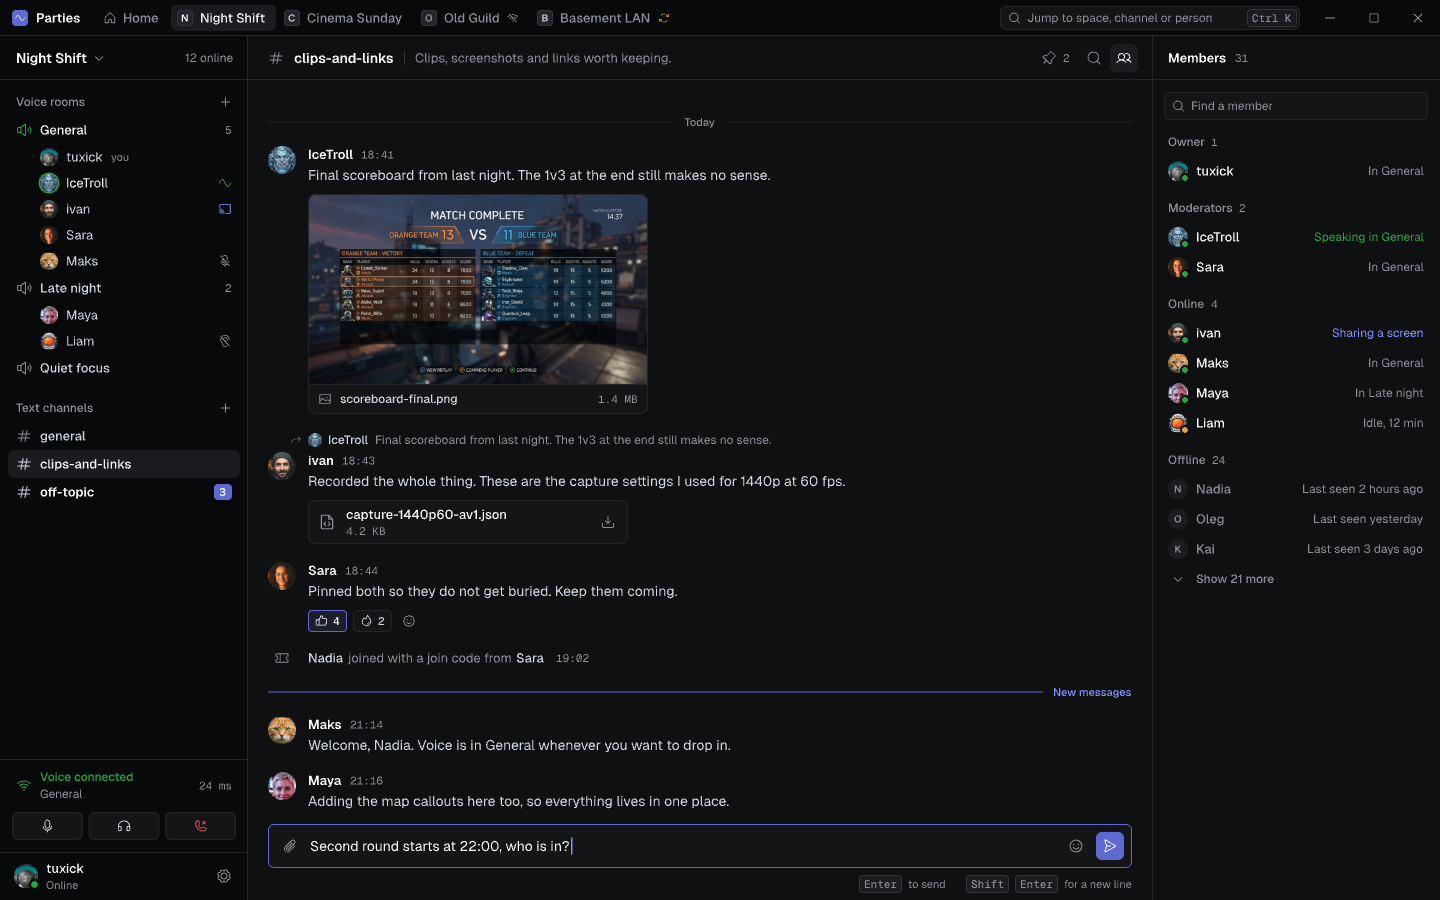 Parties
Home
N Night Shift
C Cinema Sunday
O Old Guild
B Basement LAN
Jump to space, channel or person Ctrl K
Night Shift 12 online
Voice rooms
General 5
tuxick you
IceTroll
ivan
Sara
Maks
Late night 2
Maya
Liam
Quiet focus
Text channels
# general
# clips-and-links
# off-topic 3
Voice connected
General
24 ms
tuxick
Online
# clips-and-links Clips, screenshots and links worth keeping. 2
Today
IceTroll 18:41
Final scoreboard from last night. The 1v3 at the end still makes no sense.
MATCH COMPLETE
14:37
ORANGE TEAM 13 VS 11 BLUE TEAM
ORANGE TEAM - VICTORY
BLUE TEAM - DEFEAT
VIEW REPLAY COMMEND PLAYER CONTINUE
scoreboard-final.png 1.4 MB
IceTroll Final scoreboard from last night. The 1v3 at the end still makes no sense.
ivan 18:43
Recorded the whole thing. These are the capture settings I used for 1440p at 60 fps.
capture-1440p60-av1.json
4.2 KB
Sara 18:44
Pinned both so they do not get buried. Keep them coming.
4 2
Nadia joined with a join code from Sara 19:02
New messages
Maks 21:14
Welcome, Nadia. Voice is in General whenever you want to drop in.
Maya 21:16
Adding the map callouts here too, so everything lives in one place.
Second round starts at 22:00, who is in?
Enter to send Shift Enter for a new line
Members 31
Find a member
Owner 1
tuxick In General
Moderators 2
IceTroll Speaking in General
Sara In General
Online 4
ivan Sharing a screen
Maks In General
Maya In Late night
Liam Idle, 12 min
Offline 24
N Nadia Last seen 2 hours ago
O Oleg Last seen yesterday
K Kai Last seen 3 days ago
Show 21 more